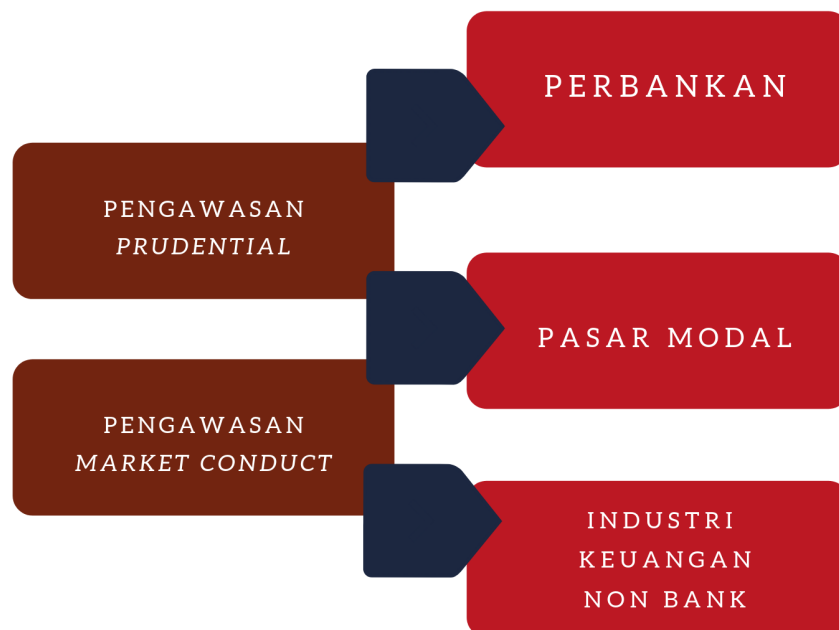 PENGAWASAN
PRUDENTIAL
PENGAWASAN
MARKET CONDUCT
PERBANKAN
PASAR MODAL
INDUSTRI
KEUANGAN
NON BANK